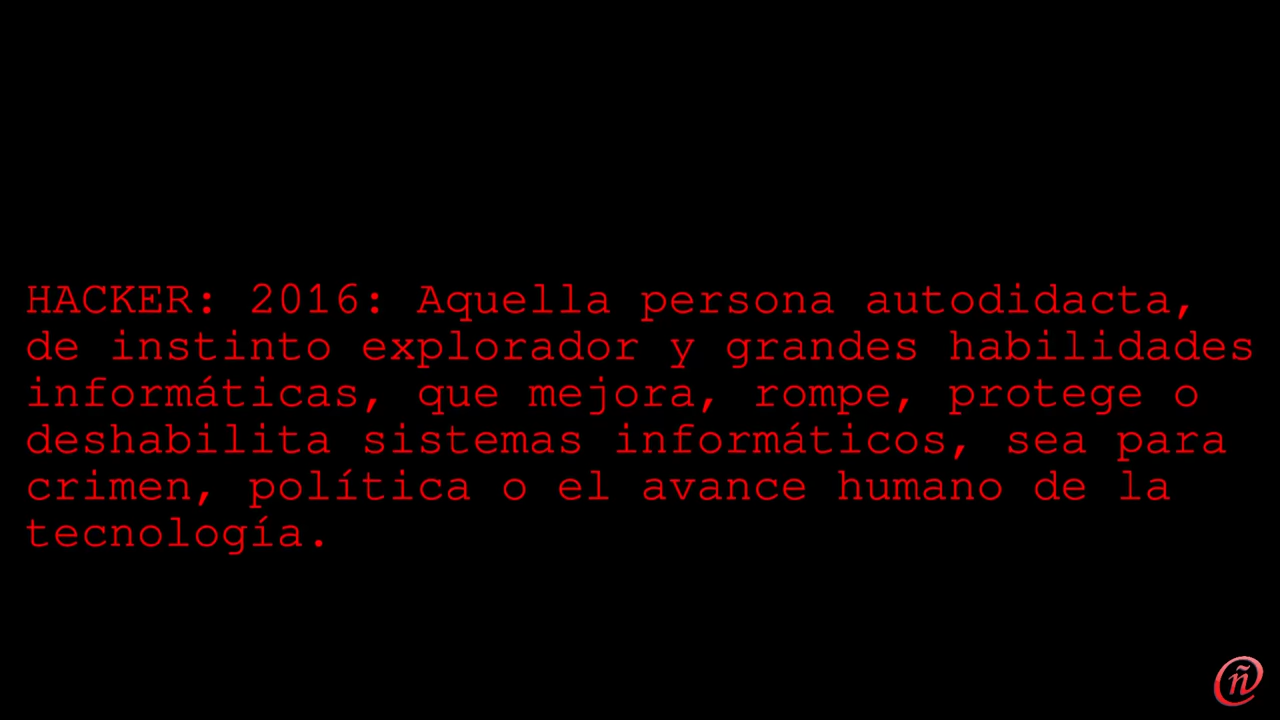 HACKER: 2016: Aquella persona autodidacta,
de instinto explorador y grandes habilidades
informáticas, que mejora, rompe, protege o
deshabilita sistemas informáticos, sea para
crimen, política o el avance humano de la
tecnología.
ñ